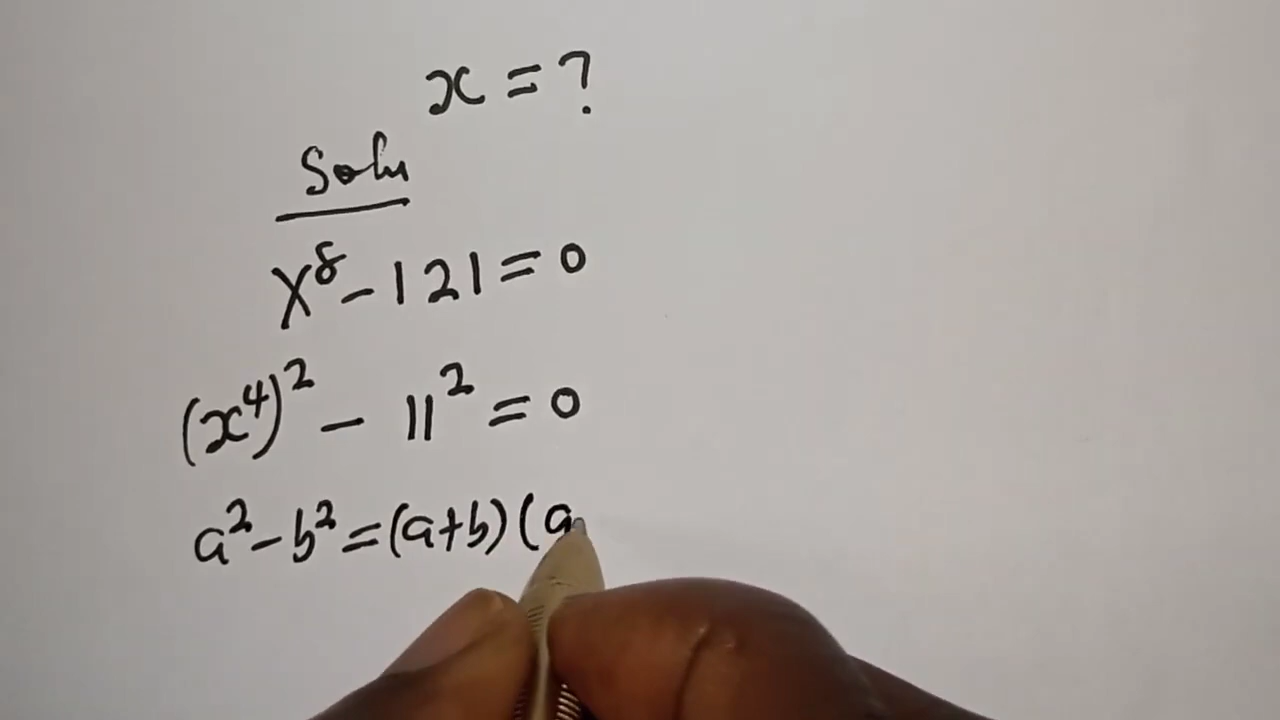 x = ?
Soln
X⁸ - 121 = 0
(x⁴)² - 11² = 0
a² - b² = (a+b)(a